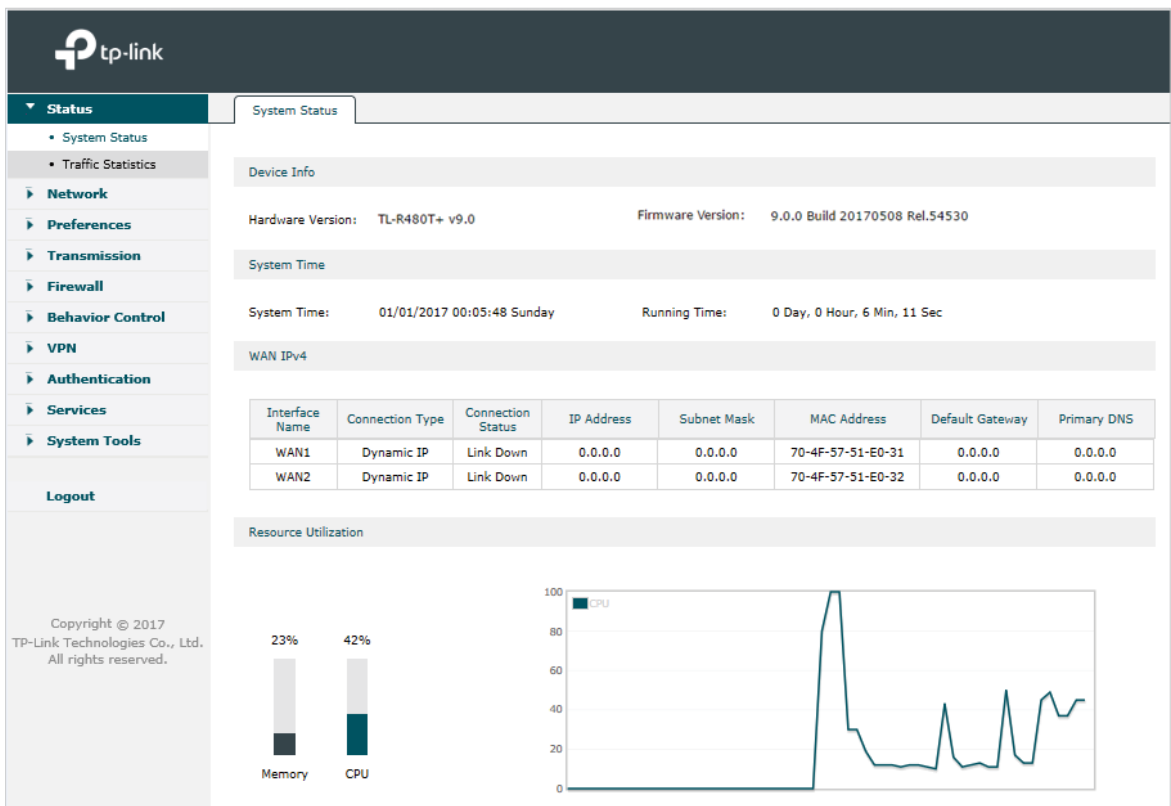 tp-link
Status
• System Status
• Traffic Statistics
Network
Preferences
Transmission
Firewall
Behavior Control
VPN
Authentication
Services
System Tools
Logout
Copyright © 2017
TP-Link Technologies Co., Ltd.
All rights reserved.
System Status
Device Info
Hardware Version: TL-R480T+ v9.0 Firmware Version: 9.0.0 Build 20170508 Rel.54530
System Time
System Time: 01/01/2017 00:05:48 Sunday Running Time: 0 Day, 0 Hour, 6 Min, 11 Sec
WAN IPv4
Interface Name Connection Type Connection Status IP Address Subnet Mask MAC Address Default Gateway Primary DNS
WAN1 Dynamic IP Link Down 0.0.0.0 0.0.0.0 70-4F-57-51-E0-31 0.0.0.0 0.0.0.0
WAN2 Dynamic IP Link Down 0.0.0.0 0.0.0.0 70-4F-57-51-E0-32 0.0.0.0 0.0.0.0
Resource Utilization
23% 42%
Memory CPU
CPU
100
80
60
40
20
0